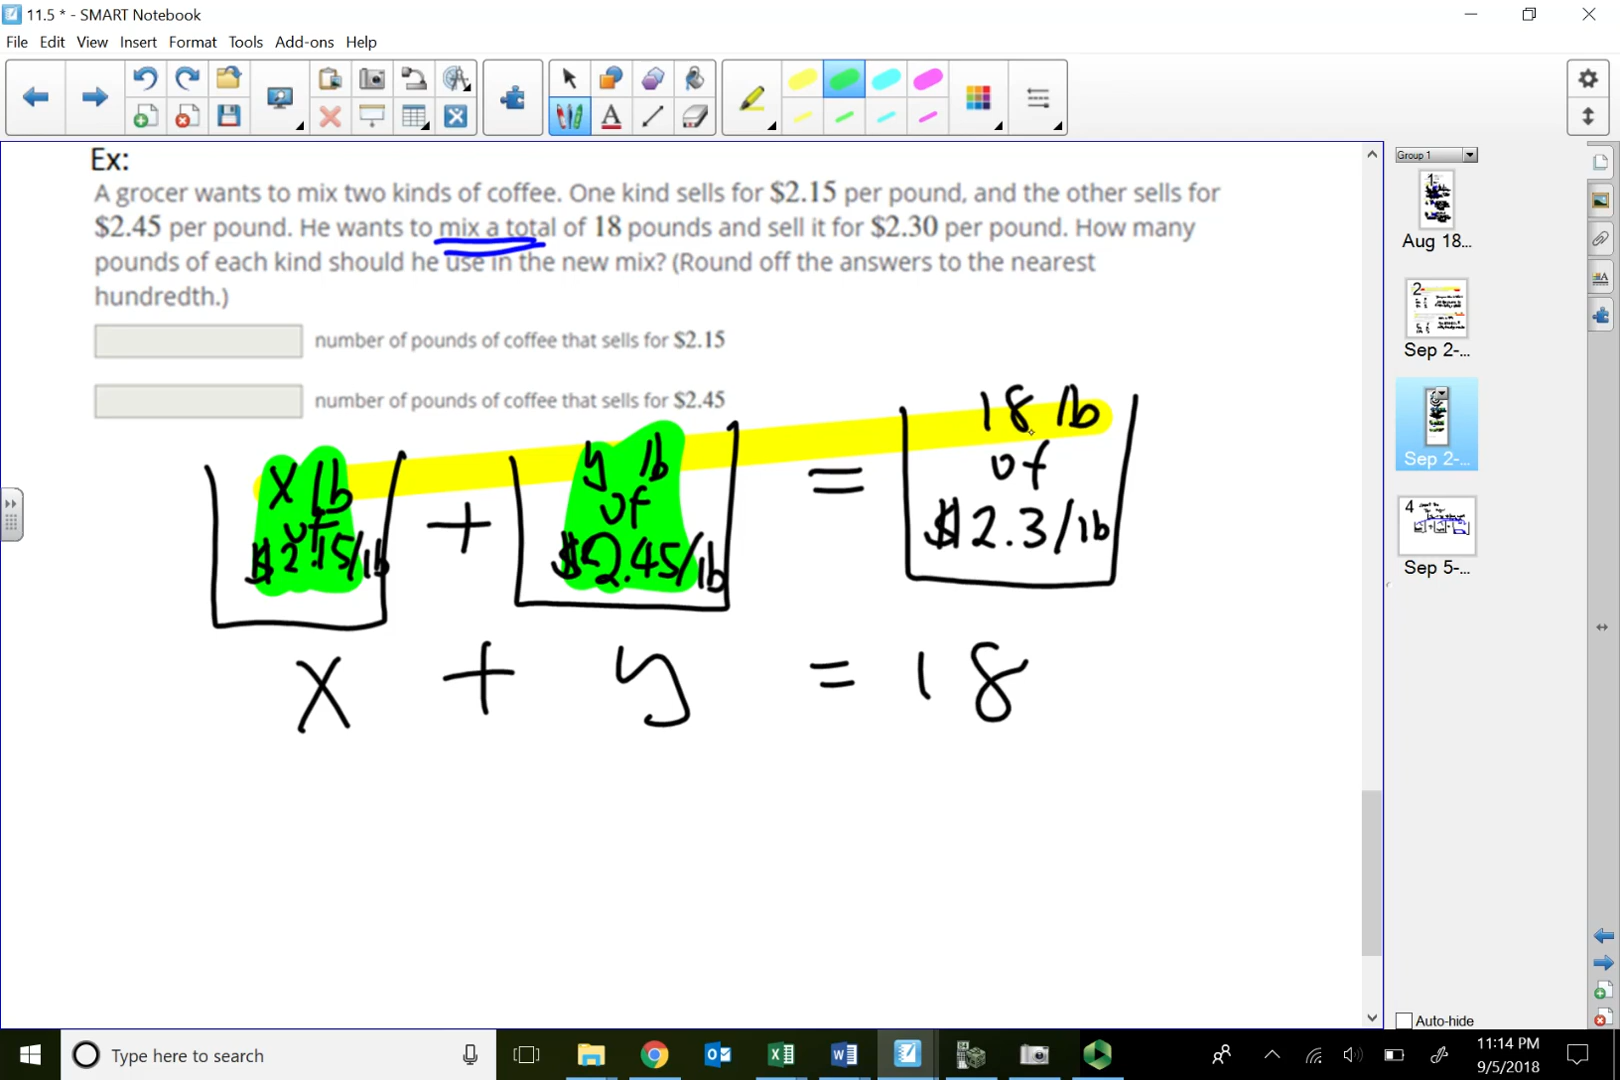 11.5 * - SMART Notebook
File Edit View Insert Format Tools Add-ons Help
Group 1
Ex:
A grocer wants to mix two kinds of coffee. One kind sells for $2.15 per pound, and the other sells for
$2.45 per pound. He wants to mix a total of 18 pounds and sell it for $2.30 per pound. How many
pounds of each kind should he use in the new mix? (Round off the answers to the nearest
hundredth.)
number of pounds of coffee that sells for $2.15
number of pounds of coffee that sells for $2.45
x lb
of
$2.15/lb
+
y lb
of
$2.45/lb
=
18 lb
of
$2.3/lb
x + y = 18
1
Aug 18...
2
Sep 2-...
Sep 2-...
4
Sep 5-...
Auto-hide
Type here to search
11:14 PM
9/5/2018